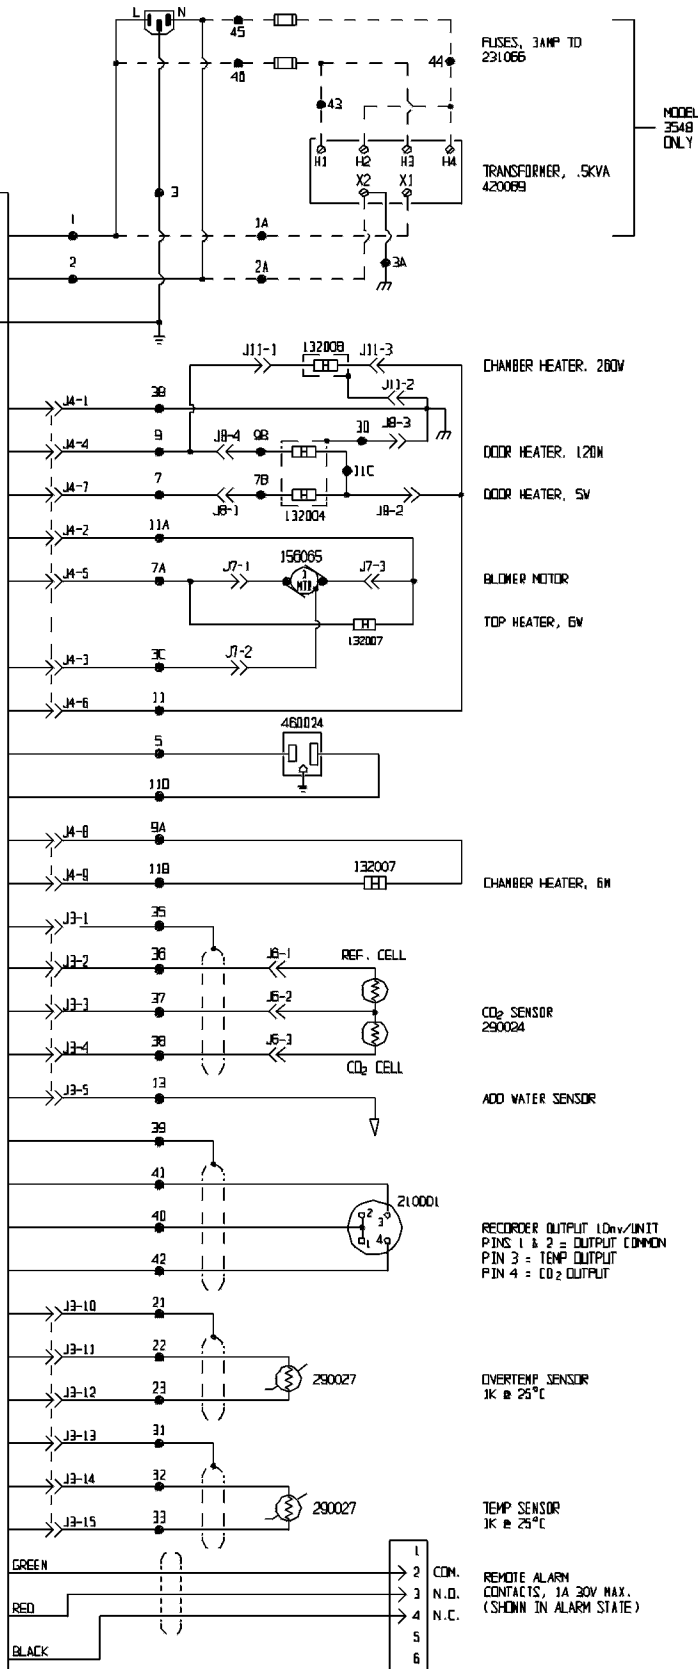 L N
45
FUSES, 3AMP TO
231066
40
44
43
MODEL
3548
ONLY
H1 H2 H3 H4
TRANSFORMER, .5KVA
420069
X2 X1
3
1 1A
2 2A
3A
J11-1 132008 J11-3
CHAMBER HEATER, 260W
J11-2
J4-1 3B
J8-3
3D
J4-4 9 J8-4 9B
DOOR HEATER, 120W
11C
J4-7 7 J8-1 7B 132004 J8-2
DOOR HEATER, 5W
J4-2 11A
156065
J4-5 7A J7-1 J7-3
MTR
BLOWER MOTOR
TOP HEATER, 6W
132007
J4-3 3C J7-2
J4-6 11
460024
5
11D
J4-8 9A
132007
J4-9 11B
CHAMBER HEATER, 6W
J3-1 35
REF. CELL
J3-2 36 J6-1
J3-3 37 J6-2
CO2 SENSOR
290024
J3-4 38 J6-3
CO2 CELL
J3-5 13
ADD WATER SENSOR
39
41
210001
2 3
1 4
40
RECORDER OUTPUT 10mv/UNIT
PINS 1 & 2 = OUTPUT COMMON
PIN 3 = TEMP OUTPUT
PIN 4 = CO2 OUTPUT
42
J3-10 21
J3-11 22
290027
OVERTEMP SENSOR
1K @ 25°C
J3-12 23
J3-13 31
J3-14 32
290027
TEMP SENSOR
1K @ 25°C
J3-15 33
1
GREEN
2 COM.
REMOTE ALARM
3 N.O.
CONTACTS, 1A 30V MAX.
RED
4 N.C.
(SHOWN IN ALARM STATE)
5
BLACK
6